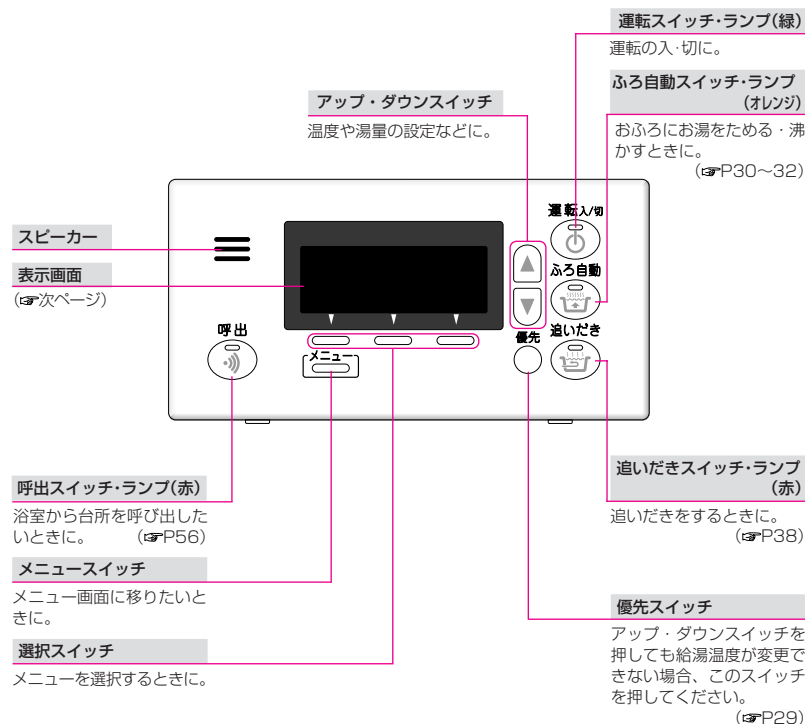 運転スイッチ・ランプ(緑)
運転の入・切に。
ふろ自動スイッチ・ランプ
(オレンジ)
おふろにお湯をためる・沸
かすときに。
(☞P30〜32)
アップ・ダウンスイッチ
温度や湯量の設定などに。
スピーカー
表示画面
(☞次ページ)
運転入/切
ふろ自動
追いだき
優先
呼出
メニュー
呼出スイッチ・ランプ(赤)
浴室から台所を呼び出した
いときに。 (☞P56)
メニュースイッチ
メニュー画面に移りたいと
きに。
選択スイッチ
メニューを選択するときに。
追いだきスイッチ・ランプ
(赤)
追いだきをするときに。
(☞P38)
優先スイッチ
アップ・ダウンスイッチを
押しても給湯温度が変更で
きない場合、このスイッチ
を押してください。
(☞P29)